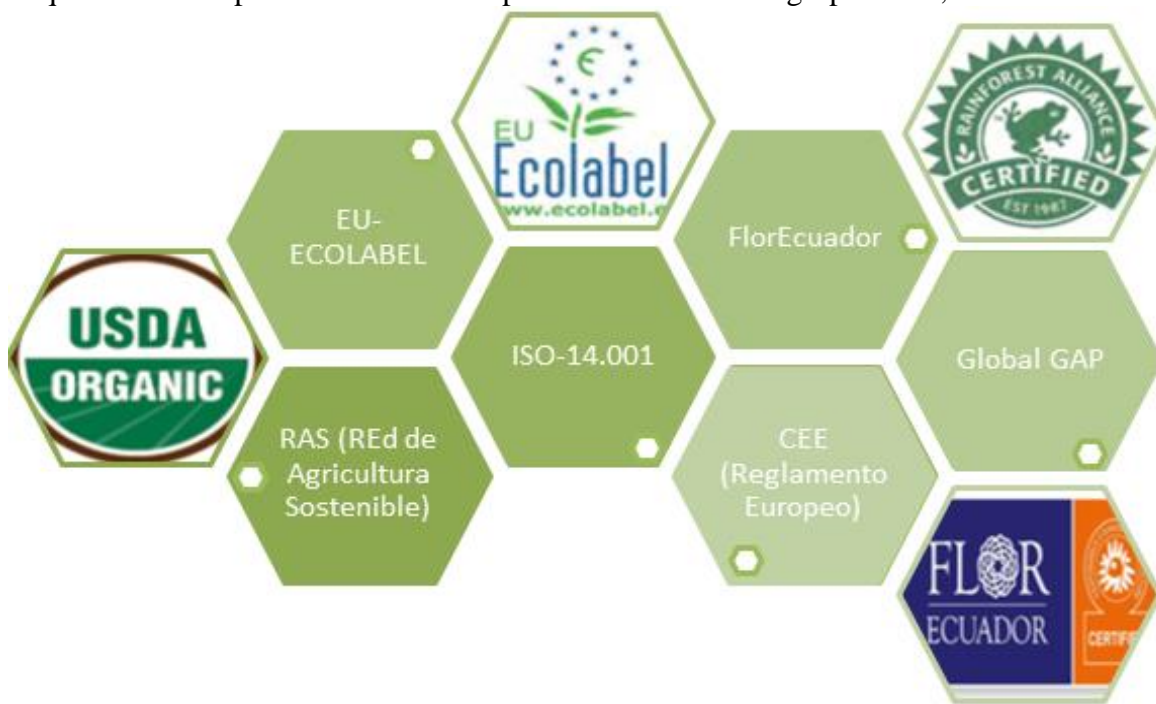 EU
Ecolabel
www.ecolabel.e
RAINFOREST ALLIANCE
CERTIFIED
EST 1987
EU-
ECOLABEL
FlorEcuador
USDA
ORGANIC
ISO-14.001
Global GAP
RAS (REd de
Agricultura
Sostenible)
CEE
(Reglamento
Europeo)
FLOR
ECUADOR
CERTIFIE